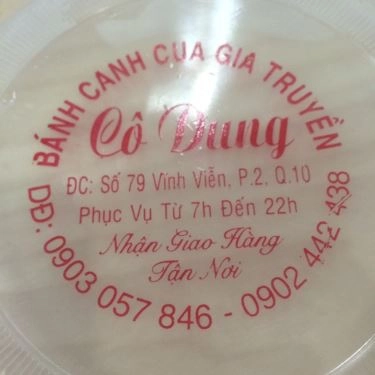 BÁNH CANH CUA GIA TRUYỀN
Cô Dung
ĐC: Số 79 Vĩnh Viễn, P.2, Q.10
Phục Vụ Từ 7h Đến 22h
Nhận Giao Hàng
Tận Nơi
DĐ: 0903 057 846 - 0902 442 438